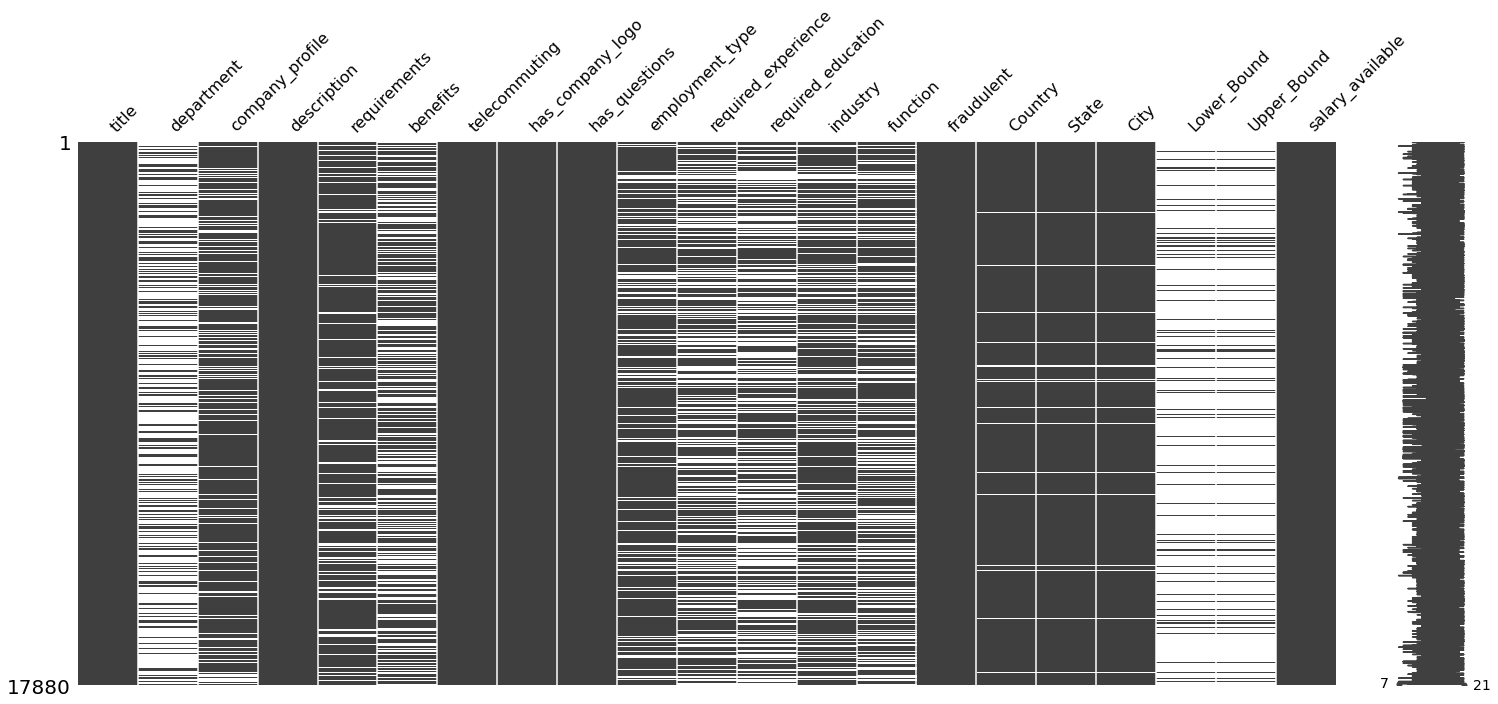 title
department
company_profile
description
requirements
benefits
telecommuting
has_company_logo
has_questions
employment_type
required_experience
required_education
industry
function
fraudulent
Country
State
City
Lower_Bound
Upper_Bound
salary_available
1
17880
7
21